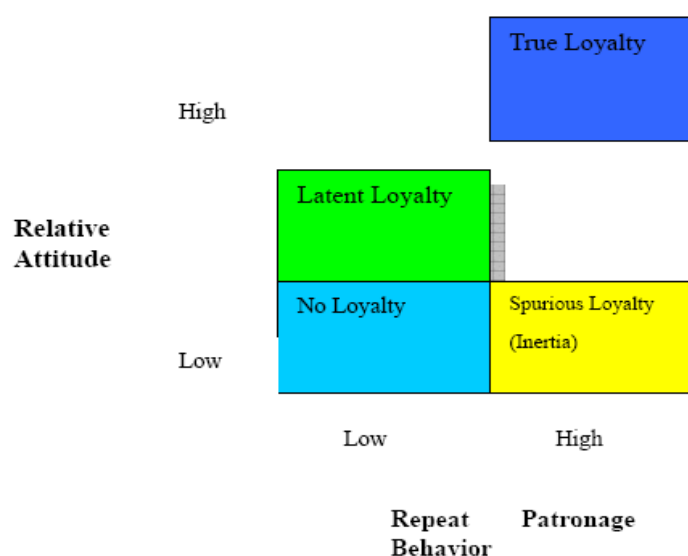 True Loyalty
High
Latent Loyalty
Relative
Attitude
No Loyalty
Spurious Loyalty
(Inertia)
Low
Low High
Repeat Patronage
Behavior